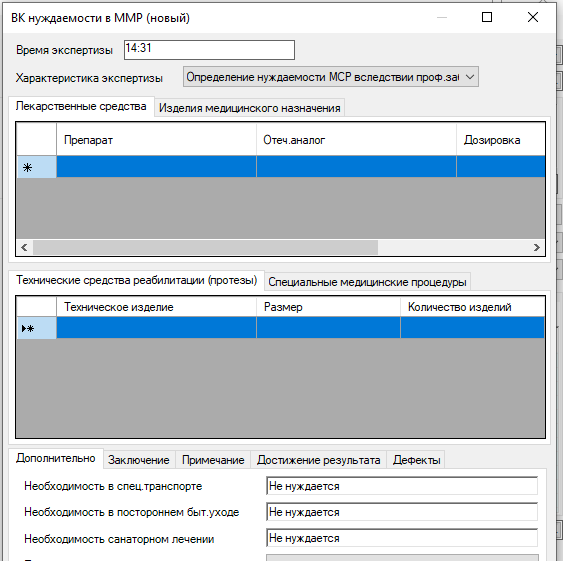 ВК нуждаемости в ММР (новый)
Время экспертизы 14:31
Характеристика экспертизы Определение нуждаемости МСР вследствии проф.за
Лекарственные средства Изделия медицинского назначения
Препарат Отеч.аналог Дозировка
Технические средства реабилитации (протезы) Специальные медицинские процедуры
Техническое изделие Размер Количество изделий
Дополнительно Заключение Примечание Достижение результата Дефекты
Необходимость в спец.транспорте Не нуждается
Необходимость в постороннем быт.уходе Не нуждается
Необходимость санаторном лечении Не нуждается